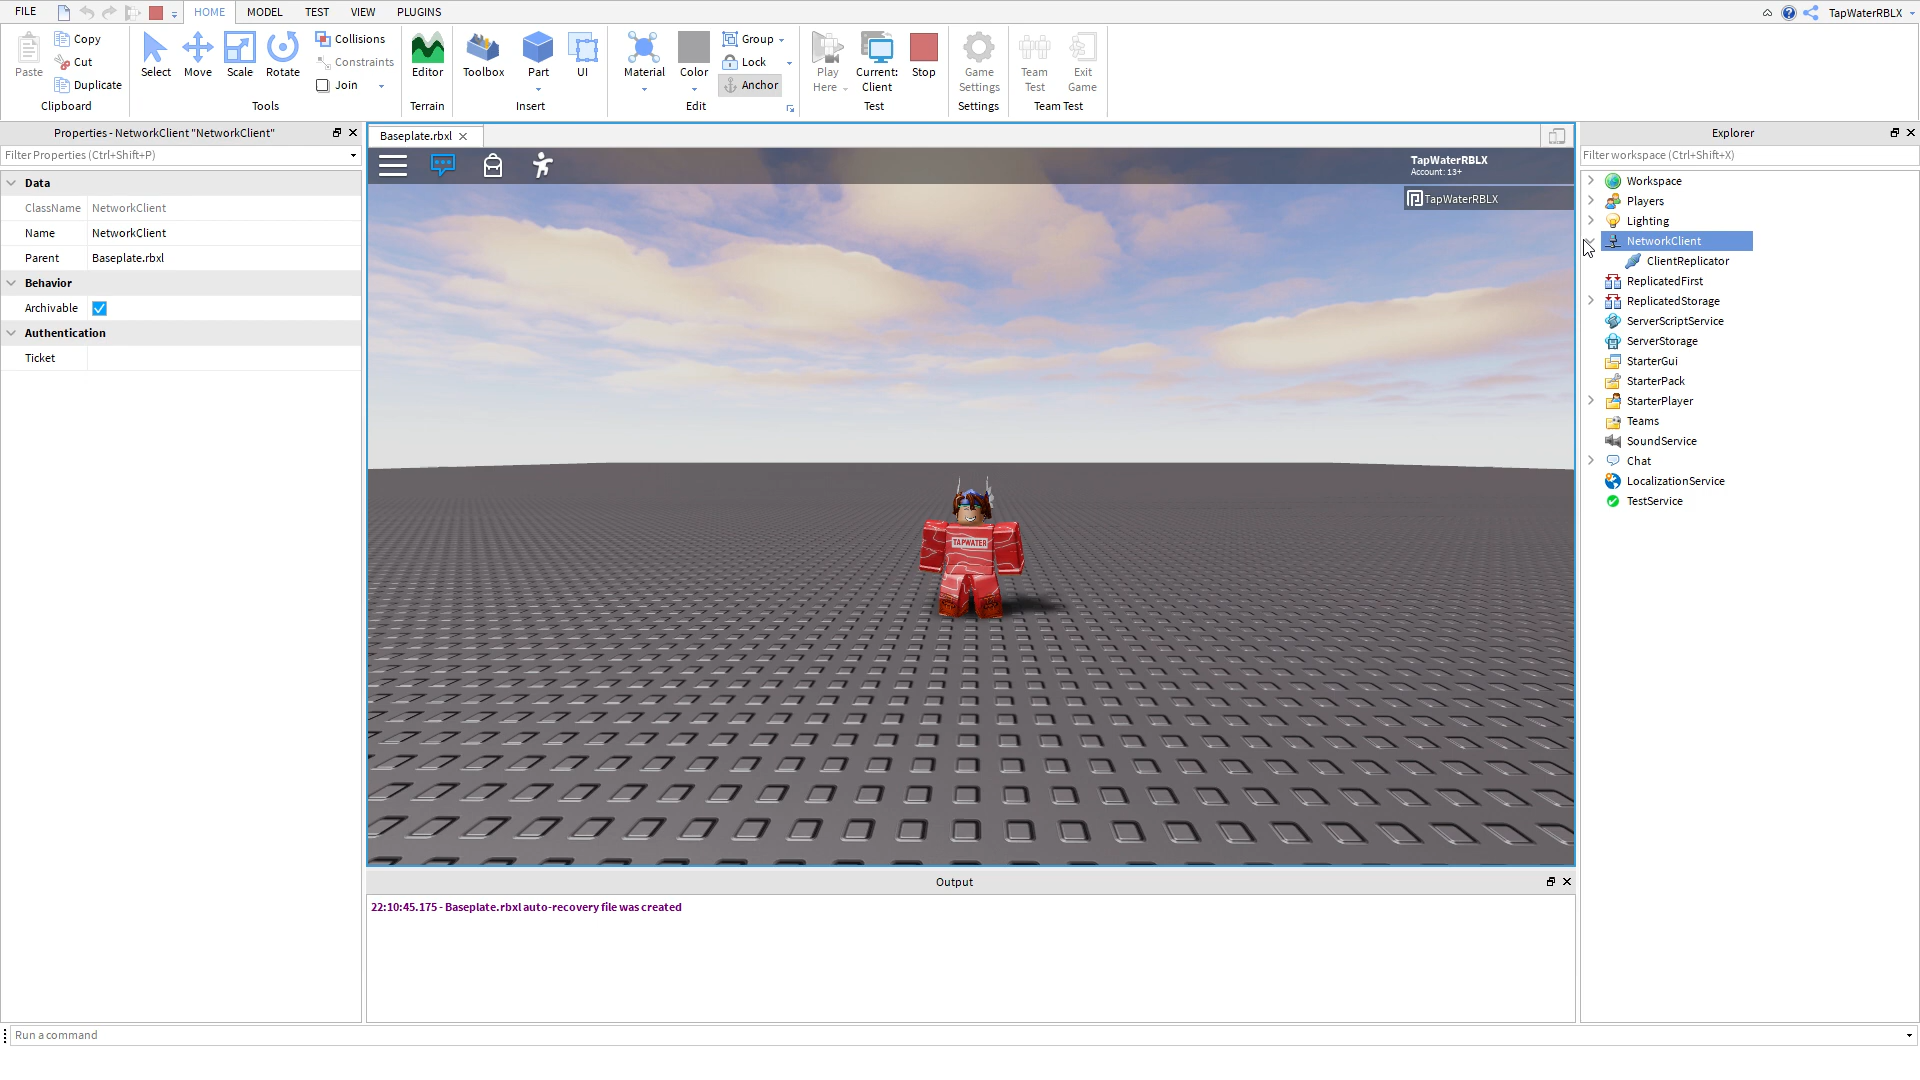 FILE HOME MODEL TEST VIEW PLUGINS TapWaterRBLX
Paste Copy Cut Duplicate Clipboard
Select Move Scale Rotate Collisions Constraints Join Tools
Editor Terrain
Toolbox Part UI Insert
Material Color Group Lock Anchor Edit
Play Here Current: Client Stop Test
Game Settings Settings
Team Test Exit Game Team Test
Properties - NetworkClient "NetworkClient"
Filter Properties (Ctrl+Shift+P)
Data
ClassName NetworkClient
Name NetworkClient
Parent Baseplate.rbxl
Behavior
Archivable
Authentication
Ticket
Baseplate.rbxl
TapWaterRBLX
Account: 13+
TapWaterRBLX
TAPWATER
Output
22:10:45.175 - Baseplate.rbxl auto-recovery file was created
Explorer
Filter workspace (Ctrl+Shift+X)
Workspace
Players
Lighting
NetworkClient
ClientReplicator
ReplicatedFirst
ReplicatedStorage
ServerScriptService
ServerStorage
StarterGui
StarterPack
StarterPlayer
Teams
SoundService
Chat
LocalizationService
TestService
Run a command